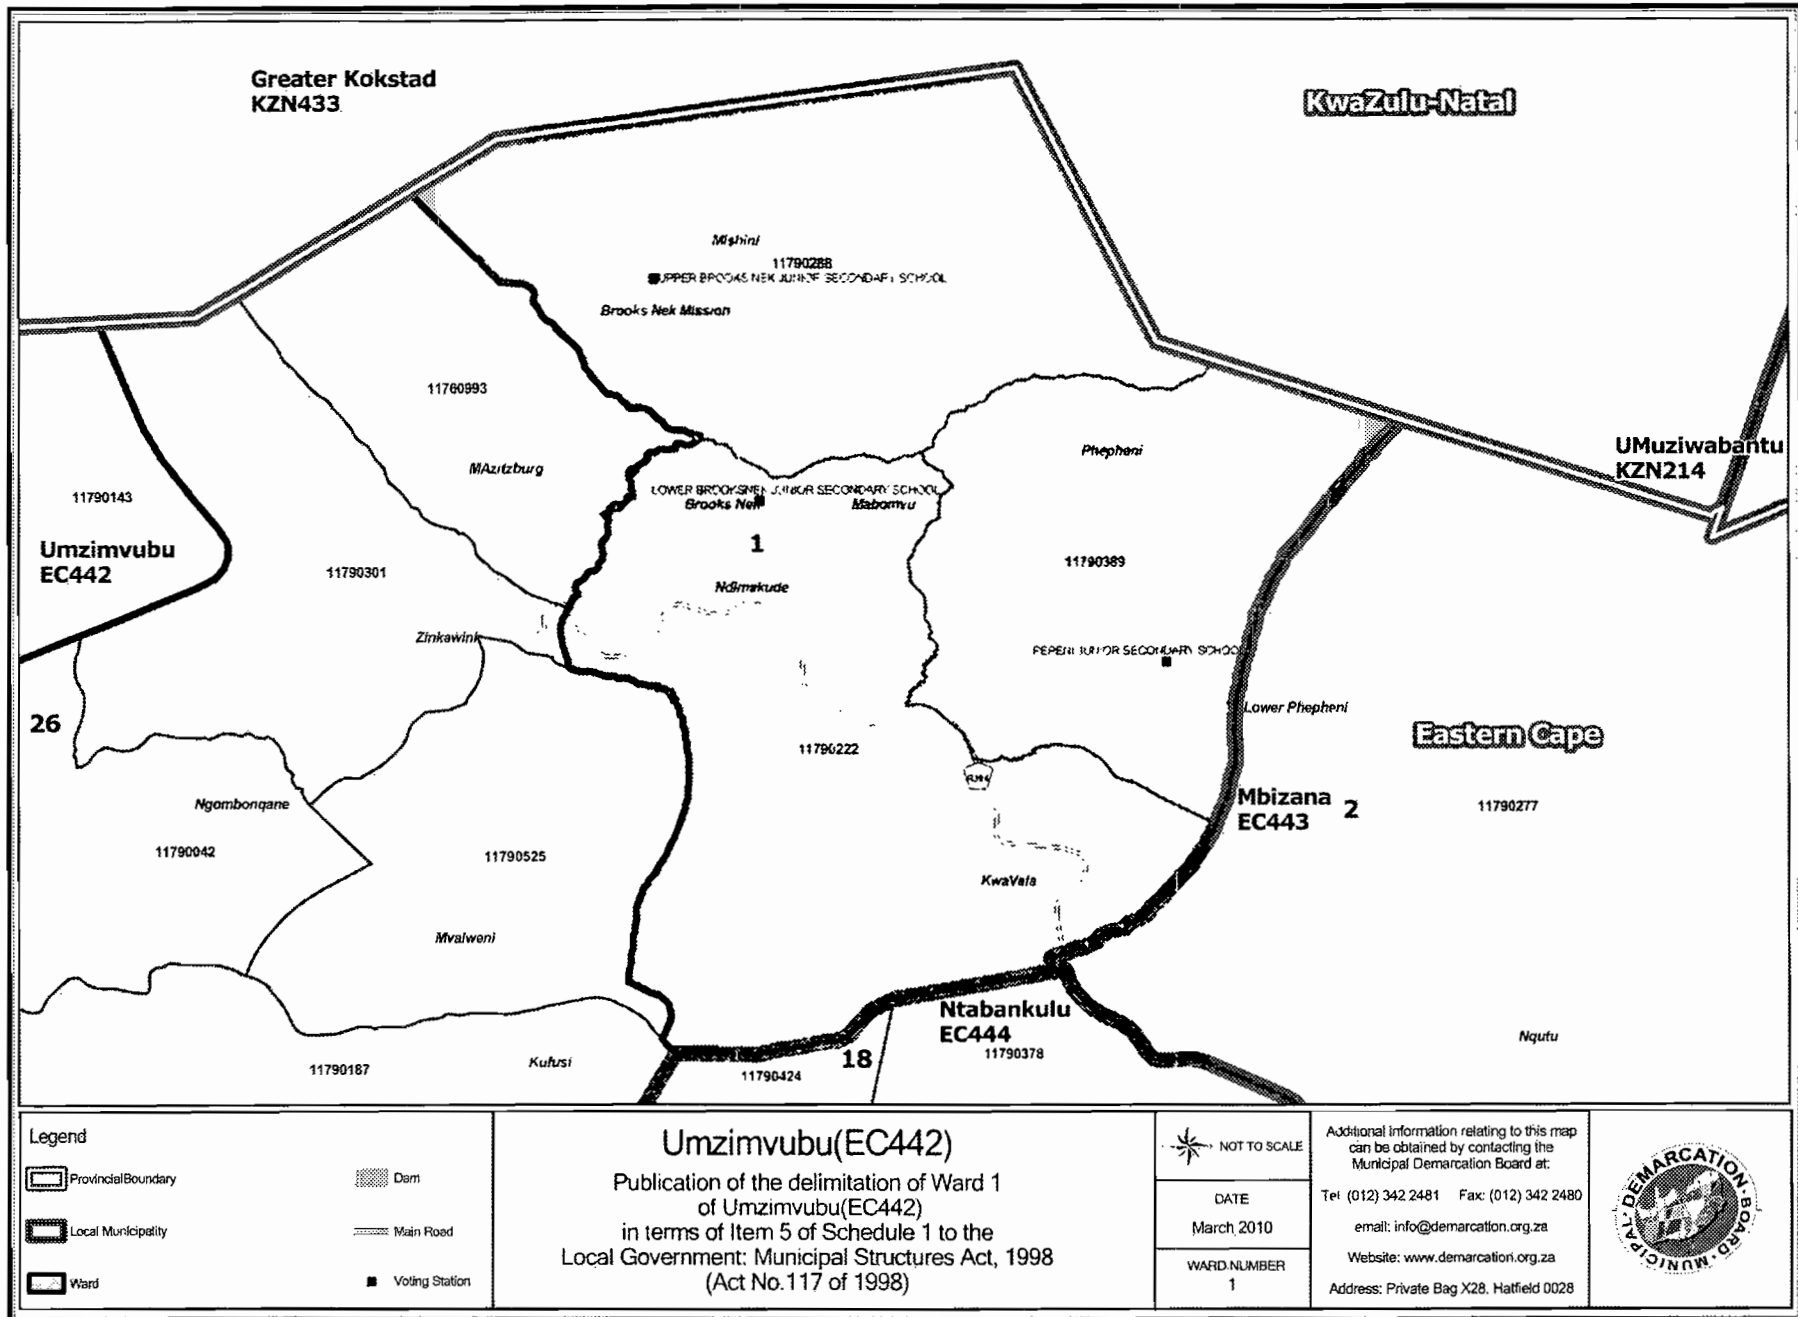 Greater Kokstad
KZN433
KwaZulu-Natal
Mishini
11790288
UPPER BROOKS NEK JUNIOR SECONDARY SCHOOL
Brooks Nek Mission
11760993
Phepheni
UMuziwabantu
KZN214
MAzitzburg
11790143
LOWER BROOKSNEK JUNIOR SECONDARY SCHOOL
Brooks Nek
Mabomvu
Umzimvubu
EC442
1
11790301
11790389
Ndimakude
Zinkawini
PEPENI JUNIOR SECONDARY SCHOOL
26
Lower Phepheni
Eastern Cape
11790222
Ngombonqane
Mbizana
EC443
2
11790277
11790042
11790525
KwaVala
Mvalweni
Ntabankulu
EC444
Nqutu
18
11790378
Kufusi
11790187
11790424
Legend
Provincial Boundary
Dam
Local Municipality
Main Road
Ward
Voting Station
Umzimvubu(EC442)
Publication of the delimitation of Ward 1
of Umzimvubu(EC442)
in terms of Item 5 of Schedule 1 to the
Local Government: Municipal Structures Act, 1998
(Act No.117 of 1998)
NOT TO SCALE
DATE
March 2010
WARD NUMBER
1
Additional information relating to this map
can be obtained by contacting the
Municipal Demarcation Board at:
Tel (012) 342 2481 Fax: (012) 342 2480
email: info@demarcation.org.za
Website: www.demarcation.org.za
Address: Private Bag X28, Hatfield 0028
MUNICIPAL DEMARCATION BOARD